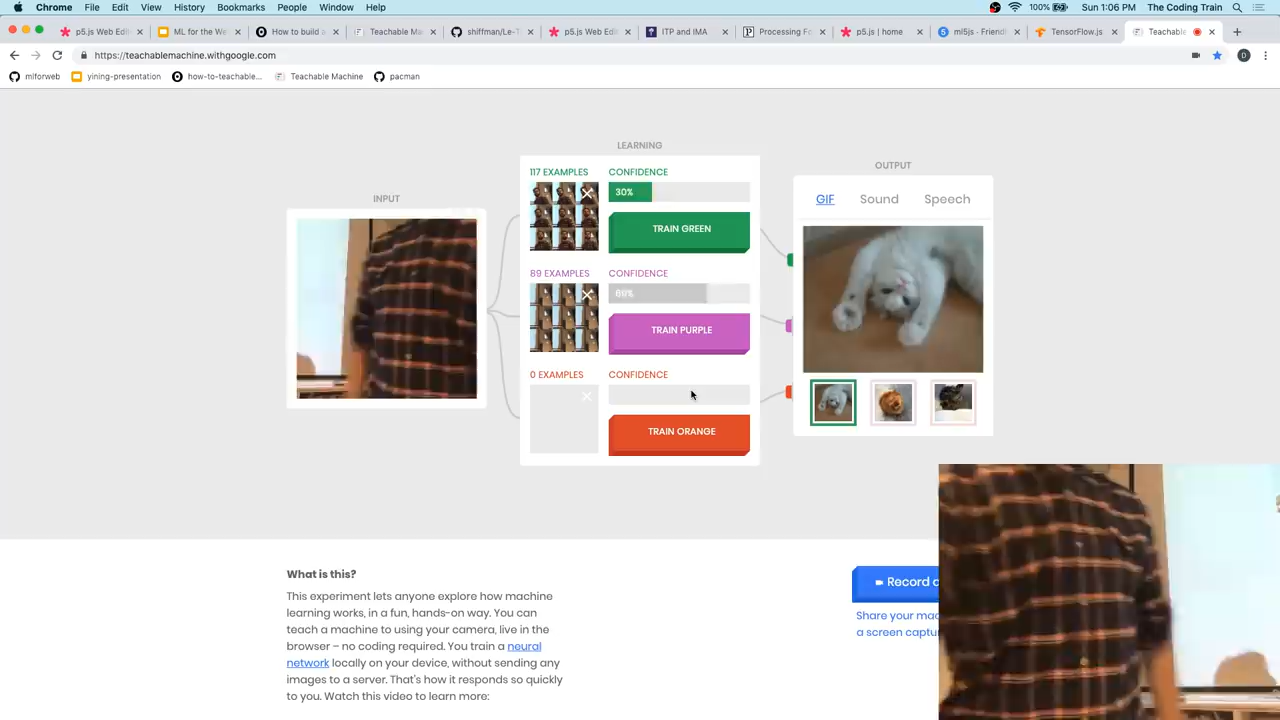 Chrome File Edit View History Bookmarks People Window Help 100% Sun 1:06 PM The Coding Train
p5.js Web Edi
ML for the We
How to build a
Teachable Ma
shiffman/Le-T
p5.js Web Edi
ITP and IMA
Processing Fo
p5.js | home
ml5js · Friendl
TensorFlow.js
Teachable
https://teachablemachine.withgoogle.com
D
mlforweb yining-presentation how-to-teachable... Teachable Machine pacman
LEARNING
INPUT
OUTPUT
117 EXAMPLES CONFIDENCE
30%
TRAIN GREEN
89 EXAMPLES CONFIDENCE
69%
TRAIN PURPLE
0 EXAMPLES CONFIDENCE
TRAIN ORANGE
GIF Sound Speech
What is this?
This experiment lets anyone explore how machine
learning works, in a fun, hands-on way. You can
teach a machine to using your camera, live in the
browser – no coding required. You train a neural
network locally on your device, without sending any
images to a server. That's how it responds so quickly
to you. Watch this video to learn more:
Record
Share your
a screen